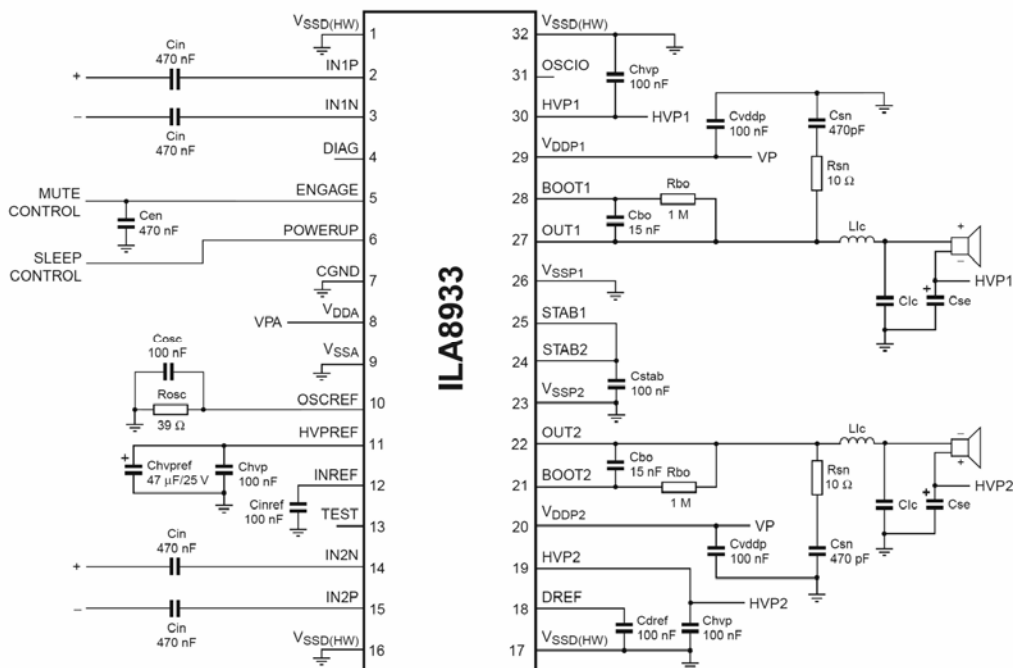 VSSD(HW)
1
Cin
470 nF
+
IN1P
2
−
IN1N
3
Cin
470 nF
DIAG
4
MUTE
CONTROL
ENGAGE
5
Cen
470 nF
POWERUP
6
SLEEP
CONTROL
CGND
7
VPA
VDDA
8
Cosc
100 nF
VSSA
9
Rosc
39 Ω
OSCREF
10
HVPREF
11
+
Chvpref
47 µF/25 V
Chvp
100 nF
INREF
12
Cinref
100 nF
TEST
13
Cin
470 nF
+
IN2N
14
−
IN2P
15
Cin
470 nF
VSSD(HW)
16
ILA8933
32
VSSD(HW)
31
OSCIO
Chvp
100 nF
30
HVP1
HVP1
Cvddp
100 nF
Csn
470pF
29
VDDP1
VP
Rsn
10 Ω
28
BOOT1
Rbo
1 M
Cbo
15 nF
27
OUT1
Llc
+
−
HVP1
26
VSSP1
Clc
+
Cse
25
STAB1
24
STAB2
Cstab
100 nF
23
VSSP2
22
OUT2
Llc
−
+
Cbo
15 nF
Rbo
1 M
Rsn
10 Ω
21
BOOT2
HVP2
Clc
+
Cse
20
VDDP2
VP
Cvddp
100 nF
Csn
470 pF
19
HVP2
HVP2
18
DREF
Cdref
100 nF
Chvp
100 nF
17
VSSD(HW)